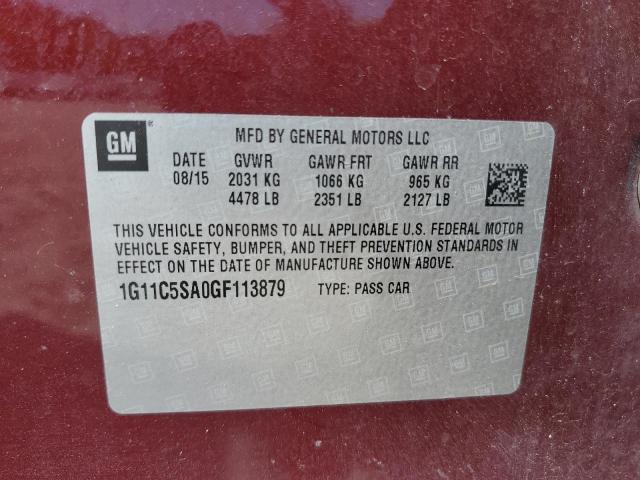 GM ®
MFD BY GENERAL MOTORS LLC
DATE GVWR GAWR FRT GAWR RR
08/15 2031 KG 1066 KG 965 KG
4478 LB 2351 LB 2127 LB
THIS VEHICLE CONFORMS TO ALL APPLICABLE U.S. FEDERAL MOTOR
VEHICLE SAFETY, BUMPER, AND THEFT PREVENTION STANDARDS IN
EFFECT ON THE DATE OF MANUFACTURE SHOWN ABOVE.
1G11C5SA0GF113879 TYPE: PASS CAR